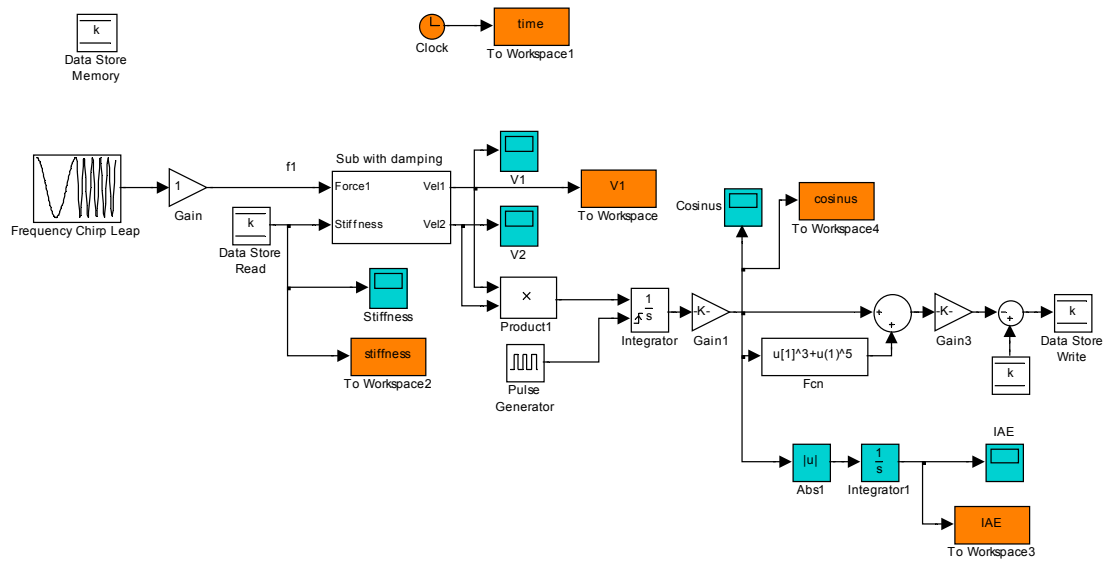 k
Data Store
Memory
Clock
time
To Workspace1
Frequency Chirp Leap
1
Gain
f1
Sub with damping
Force1
Stiffness
Vel1
Vel2
k
Data Store
Read
V1
V2
V1
To Workspace
Stiffness
stiffness
To Workspace2
×
Product1
Pulse
Generator
1
s
Integrator
-K-
Gain1
Cosinus
cosinus
To Workspace4
u[1]^3+u(1)^5
Fcn
+
+
-K-
Gain3
−
+
k
k
Data Store
Write
|u|
Abs1
1
s
Integrator1
IAE
IAE
To Workspace3